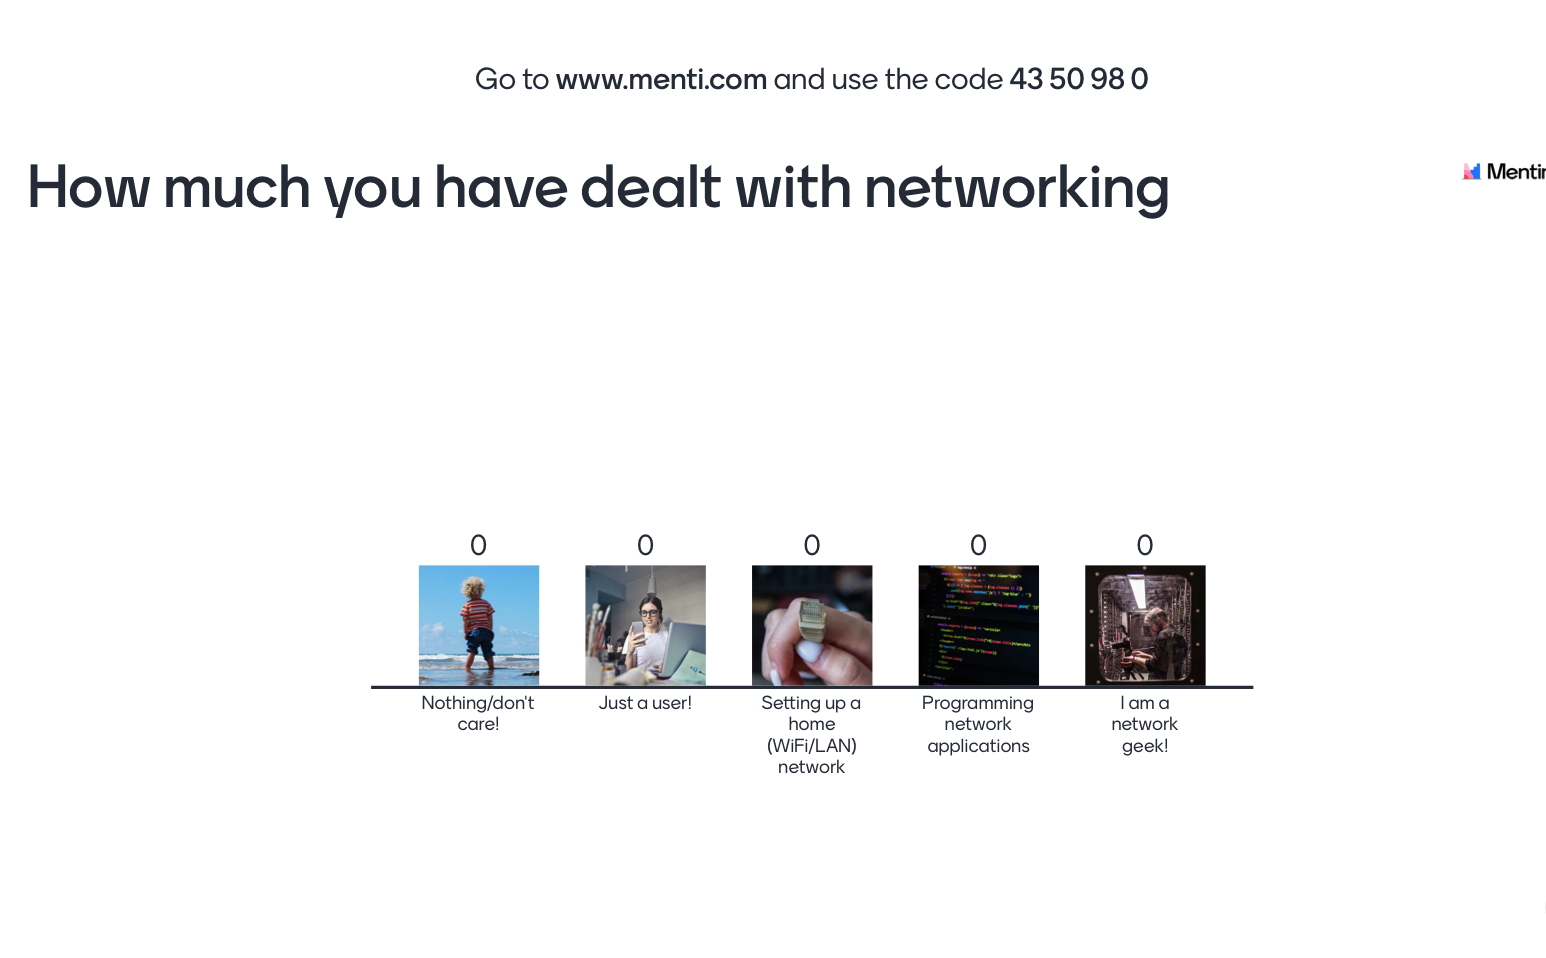 Go to www.menti.com and use the code 43 50 98 0
How much you have dealt with networking
Mentir
0
0
0
0
0
Nothing/don't
care!
Just a user!
Setting up a
home
(WiFi/LAN)
network
Programming
network
applications
I am a
network
geek!